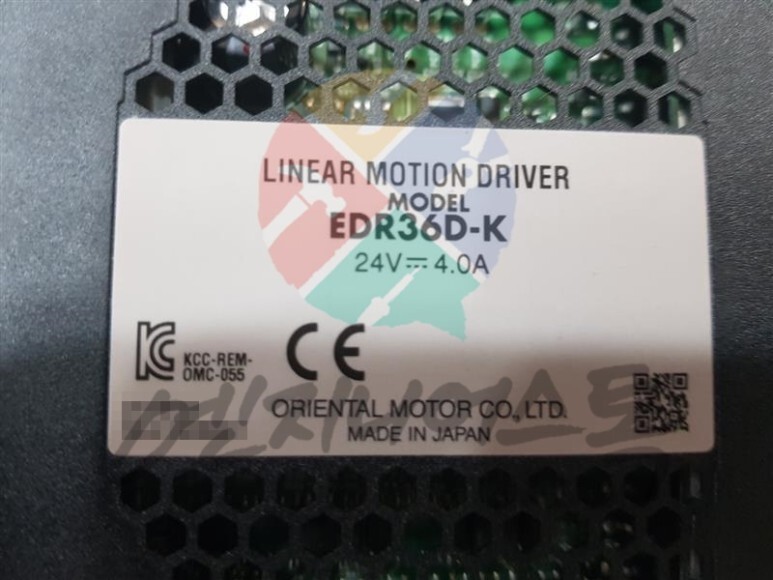 LINEAR MOTION DRIVER
MODEL
EDR36D-K
24V⎓4.0A
KCC-REM-
OMC-055
CE
ORIENTAL MOTOR CO., LTD.
MADE IN JAPAN